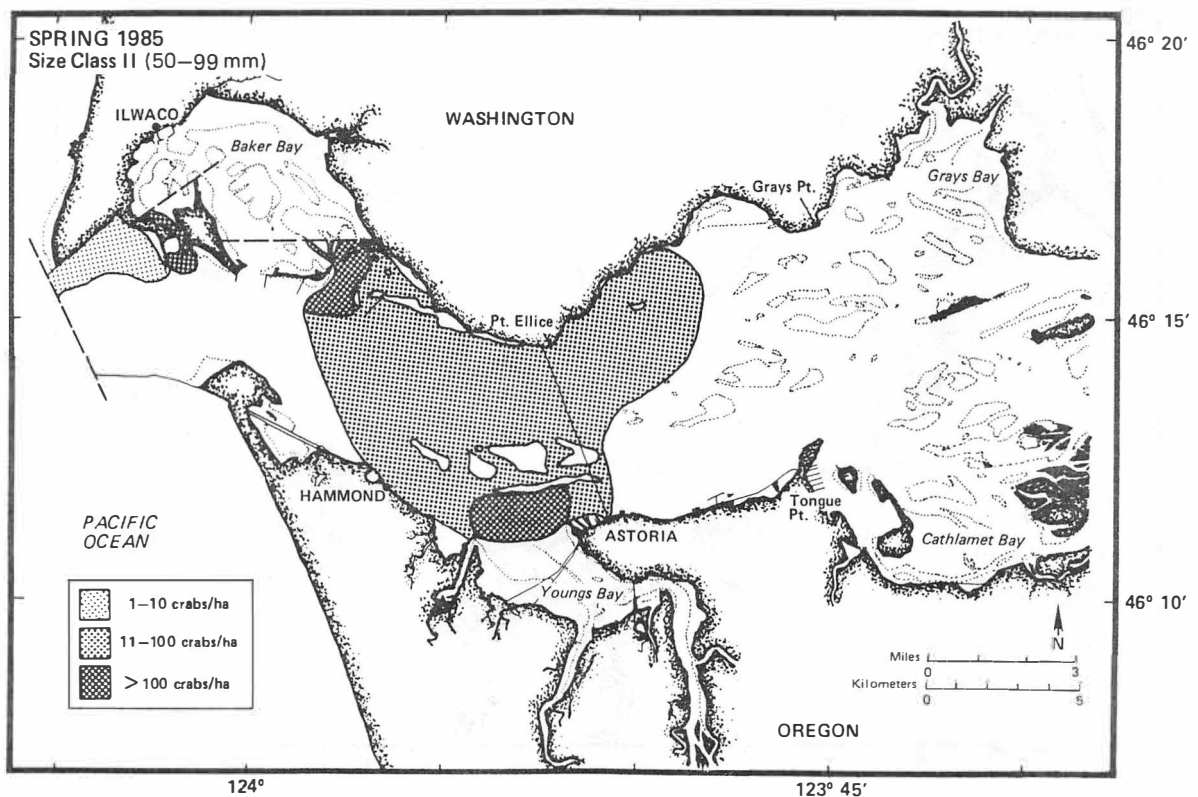 SPRING 1985
Size Class II (50–99 mm)
46° 20'
ILWACO
WASHINGTON
Baker Bay
Grays Pt.
Grays Bay
Pt. Ellice
46° 15'
HAMMOND
ASTORIA
Tongue
Pt.
PACIFIC
OCEAN
Cathlamet Bay
Youngs Bay
46° 10'
1–10 crabs/ha
11–100 crabs/ha
> 100 crabs/ha
N
Miles
0 3
Kilometers
0 5
OREGON
124°
123° 45'